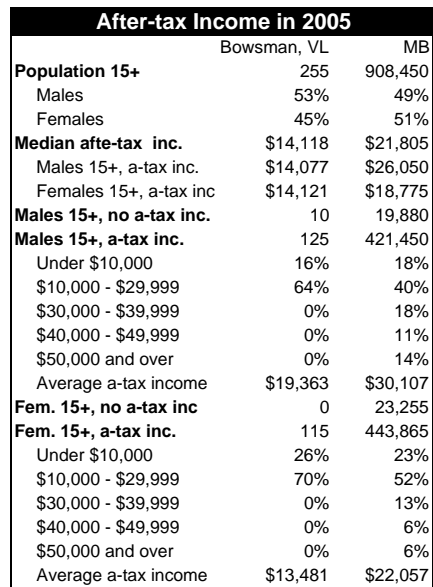 After-tax Income in 2005
Bowsman, VL MB
Population 15+ 255 908,450
Males 53% 49%
Females 45% 51%
Median afte-tax inc. $14,118 $21,805
Males 15+, a-tax inc. $14,077 $26,050
Females 15+, a-tax inc $14,121 $18,775
Males 15+, no a-tax inc. 10 19,880
Males 15+, a-tax inc. 125 421,450
Under $10,000 16% 18%
$10,000 - $29,999 64% 40%
$30,000 - $39,999 0% 18%
$40,000 - $49,999 0% 11%
$50,000 and over 0% 14%
Average a-tax income $19,363 $30,107
Fem. 15+, no a-tax inc 0 23,255
Fem. 15+, a-tax inc. 115 443,865
Under $10,000 26% 23%
$10,000 - $29,999 70% 52%
$30,000 - $39,999 0% 13%
$40,000 - $49,999 0% 6%
$50,000 and over 0% 6%
Average a-tax income $13,481 $22,057